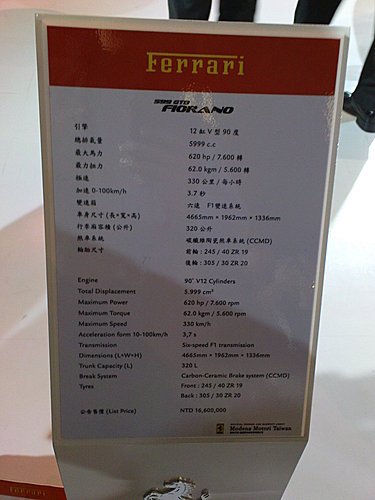 Ferrari
599 GTB
FIORANO
引擎 12 缸 V 型 90 度
總排氣量 5999 c.c
最大馬力 620 hp / 7.600 轉
最大扭力 62.0 kgm / 5.600 轉
極速 330 公里 / 每小時
加速 0-100km/h 3.7 秒
變速箱 六速 F1變速系統
車身尺寸 (長×寬×高) 4665mm × 1962mm × 1336mm
行李廂容積 (公升) 320 公升
煞車系統 碳纖維陶瓷煞車系統 (CCMD)
輪胎尺寸 前輪 : 245 / 40 ZR 19
後輪 : 305 / 30 ZR 20
Engine 90˚ V12 Cylinders
Total Displacement 5.999 cm³
Maximum Power 620 hp / 7.600 rpm
Maximum Torque 62.0 kgm / 5.600 rpm
Maximum Speed 330 km/h
Acceleration form 10-100km/h 3,7 s
Transmission Six-speed F1 transmission
Dimensions (L×W×H) 4665mm × 1962mm × 1336mm
Trunk Capacity (L) 320 L
Break System Carbon-Ceramic Brake system (CCMD)
Tyres Front : 245 / 40 ZR 19
Back : 305 / 30 ZR 20
公告售價 (List Price) NTD 16,600,000
Modena Motori Taiwan
Ferrari